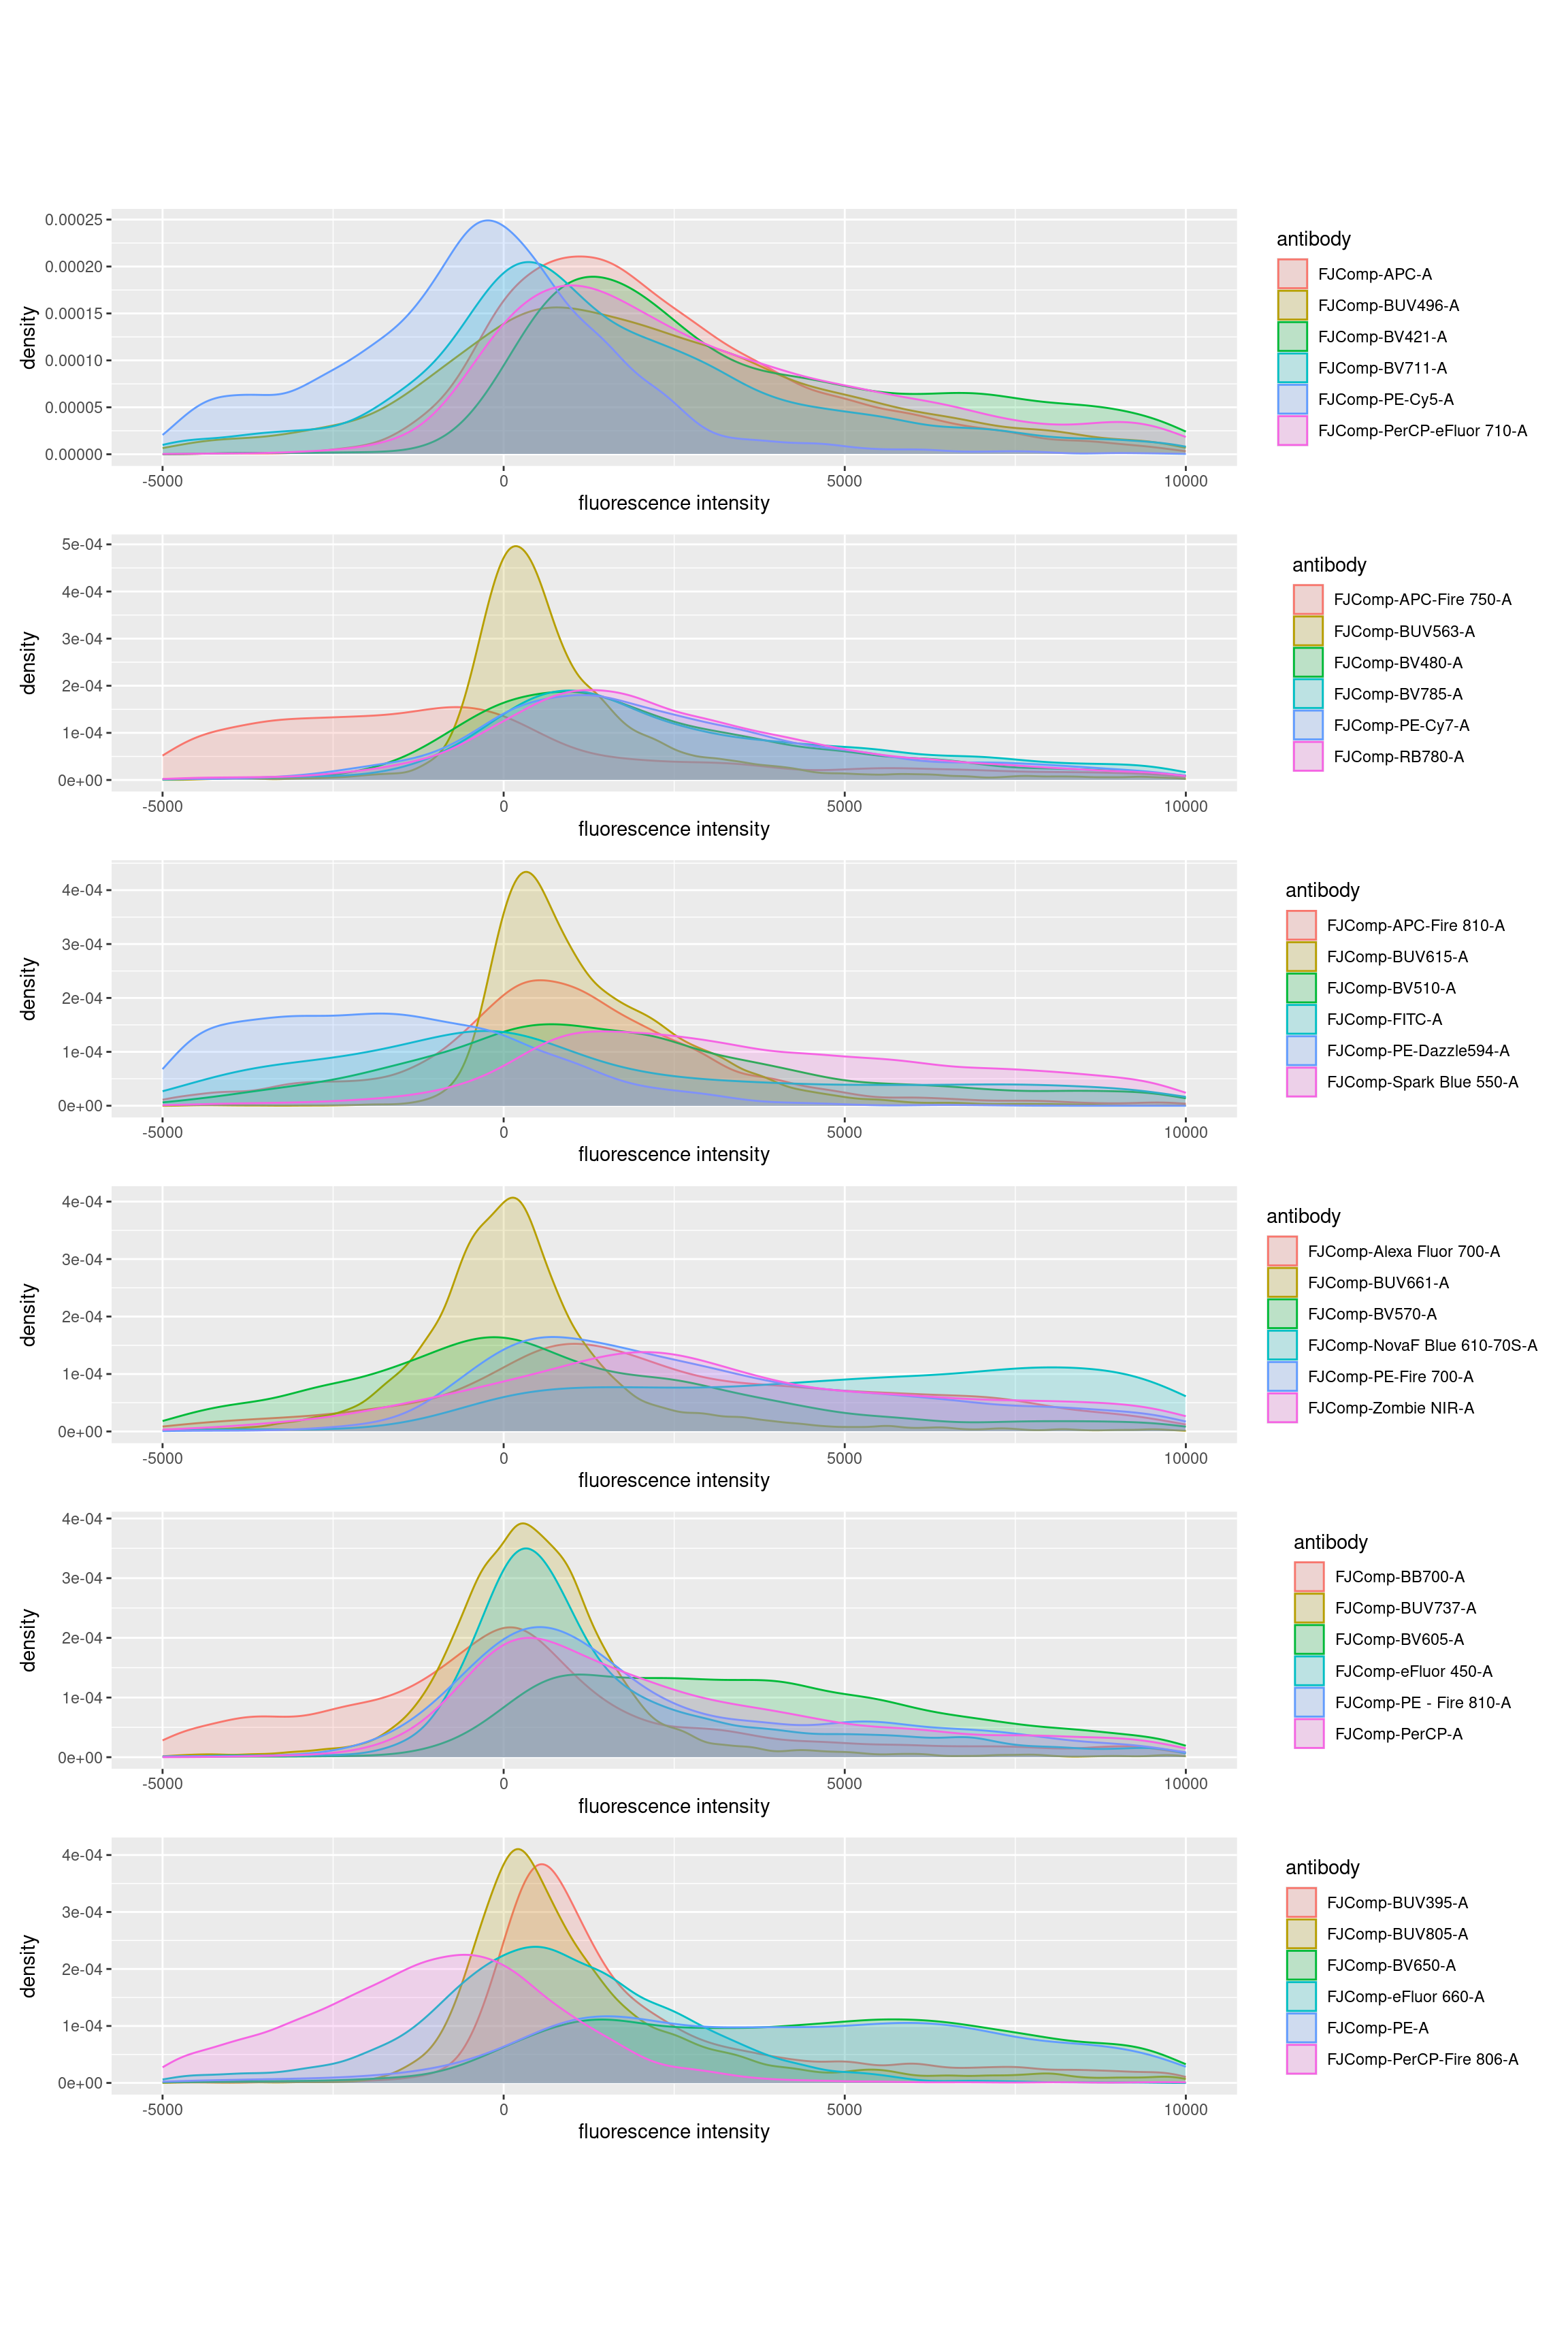 0.00025
0.00020
0.00015
0.00010
0.00005
0.00000
density
-5000 0 5000 10000
fluorescence intensity
antibody
FJComp-APC-A
FJComp-BUV496-A
FJComp-BV421-A
FJComp-BV711-A
FJComp-PE-Cy5-A
FJComp-PerCP-eFluor 710-A
5e-04
4e-04
3e-04
2e-04
1e-04
0e+00
density
-5000 0 5000 10000
fluorescence intensity
antibody
FJComp-APC-Fire 750-A
FJComp-BUV563-A
FJComp-BV480-A
FJComp-BV785-A
FJComp-PE-Cy7-A
FJComp-RB780-A
4e-04
3e-04
2e-04
1e-04
0e+00
density
-5000 0 5000 10000
fluorescence intensity
antibody
FJComp-APC-Fire 810-A
FJComp-BUV615-A
FJComp-BV510-A
FJComp-FITC-A
FJComp-PE-Dazzle594-A
FJComp-Spark Blue 550-A
4e-04
3e-04
2e-04
1e-04
0e+00
density
-5000 0 5000 10000
fluorescence intensity
antibody
FJComp-Alexa Fluor 700-A
FJComp-BUV661-A
FJComp-BV570-A
FJComp-NovaF Blue 610-70S-A
FJComp-PE-Fire 700-A
FJComp-Zombie NIR-A
4e-04
3e-04
2e-04
1e-04
0e+00
density
-5000 0 5000 10000
fluorescence intensity
antibody
FJComp-BB700-A
FJComp-BUV737-A
FJComp-BV605-A
FJComp-eFluor 450-A
FJComp-PE - Fire 810-A
FJComp-PerCP-A
4e-04
3e-04
2e-04
1e-04
0e+00
density
-5000 0 5000 10000
fluorescence intensity
antibody
FJComp-BUV395-A
FJComp-BUV805-A
FJComp-BV650-A
FJComp-eFluor 660-A
FJComp-PE-A
FJComp-PerCP-Fire 806-A